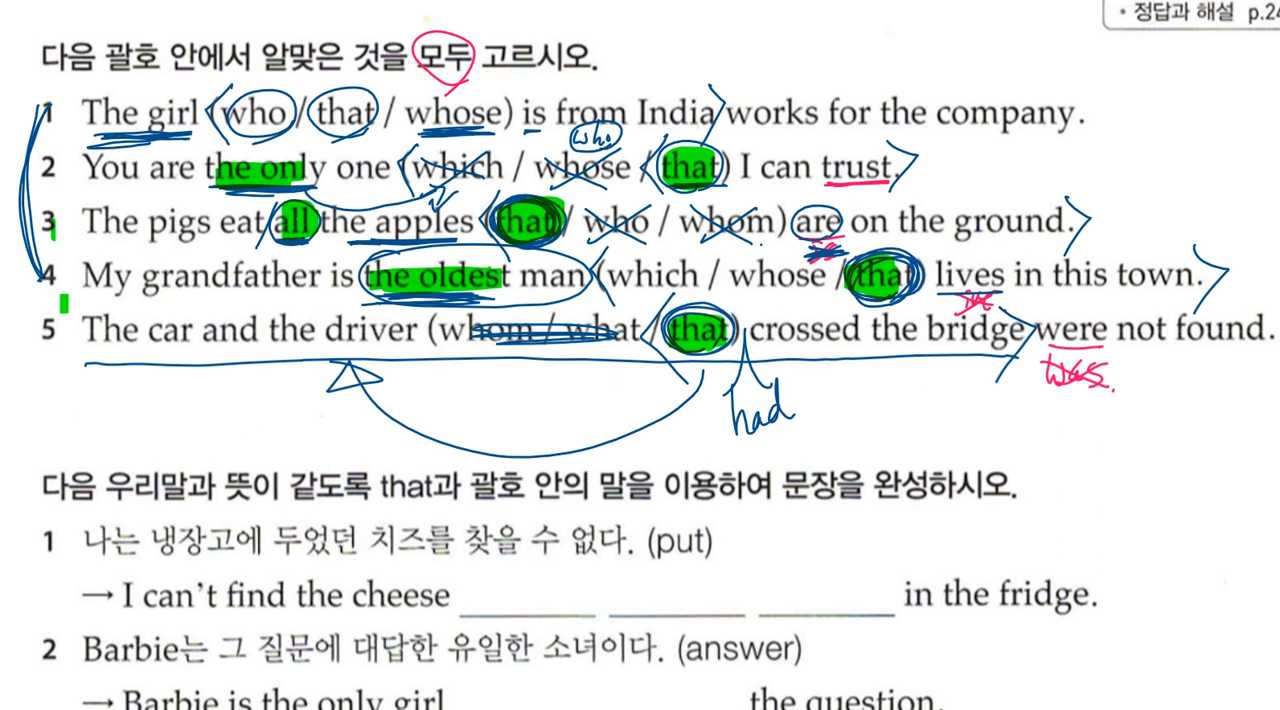 • 정답과 해설 p.24
다음 괄호 안에서 알맞은 것을 모두 고르시오.
1 The girl (who / that / whose) is from India works for the company.
who
2 You are the only one (which / whose / that) I can trust.
3 The pigs eat all the apples (that / who / whom) are on the ground.
4 My grandfather is the oldest man (which / whose / that) lives in this town.
5 The car and the driver (whom / what / that) crossed the bridge were not found.
was.
had
다음 우리말과 뜻이 같도록 that과 괄호 안의 말을 이용하여 문장을 완성하시오.
1 나는 냉장고에 두었던 치즈를 찾을 수 없다. (put)
→ I can't find the cheese ______ ______ ______ in the fridge.
2 Barbie는 그 질문에 대답한 유일한 소녀이다. (answer)
→ Barbie is the only girl the question.